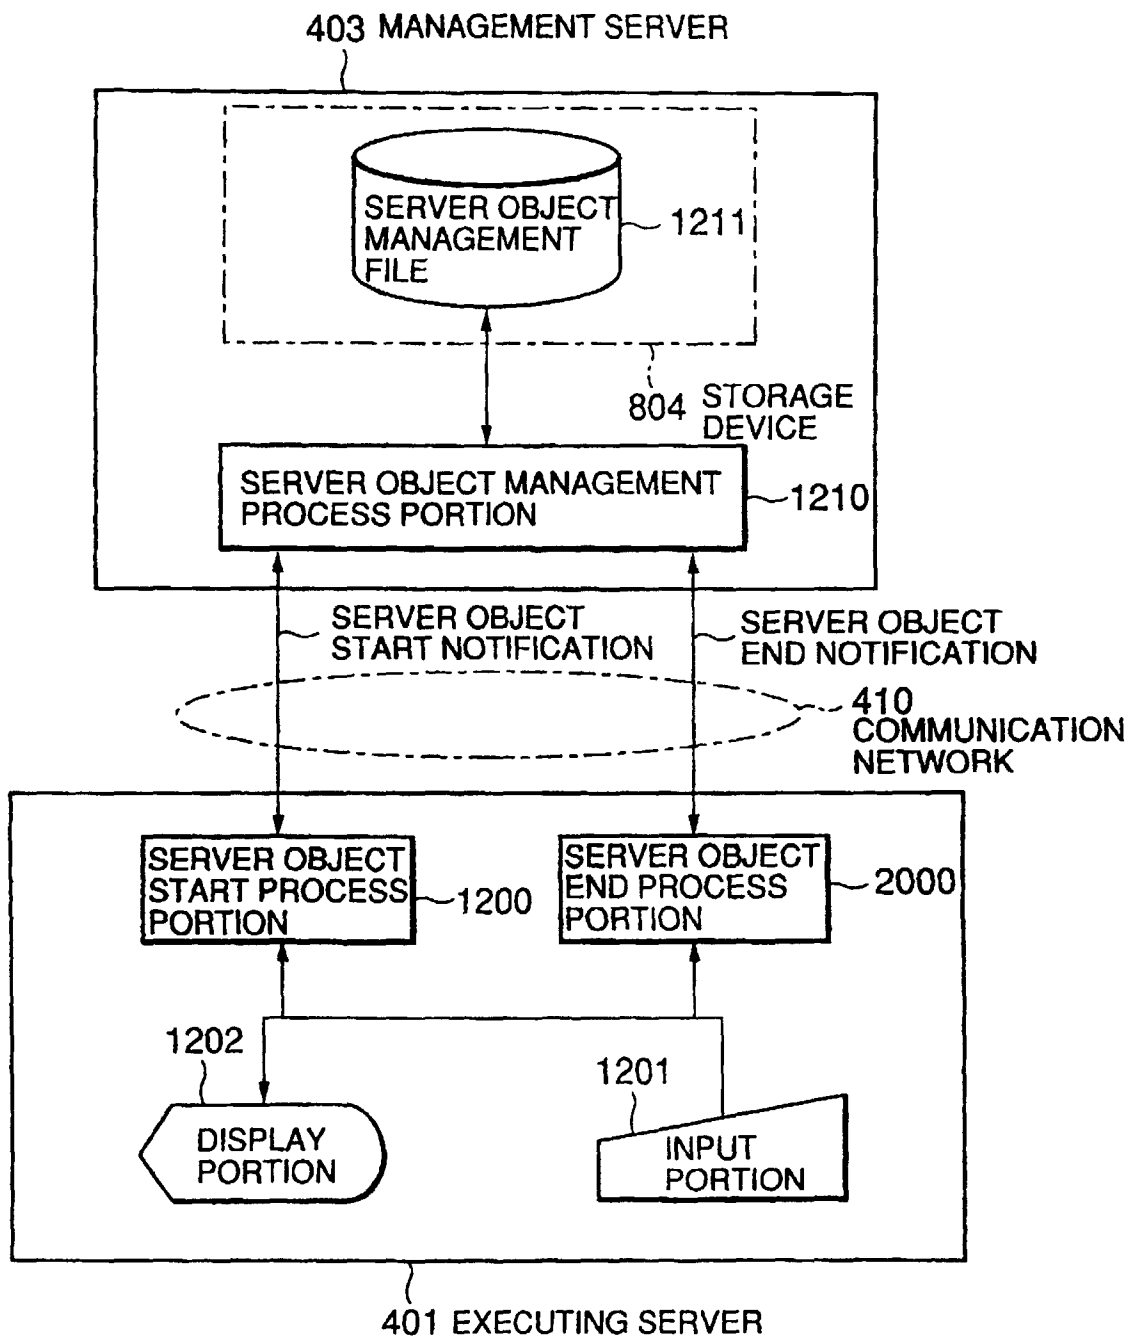 403 MANAGEMENT SERVER
SERVER OBJECT
MANAGEMENT
FILE
1211
804 STORAGE
DEVICE
SERVER OBJECT MANAGEMENT
PROCESS PORTION
1210
SERVER OBJECT
START NOTIFICATION
SERVER OBJECT
END NOTIFICATION
410
COMMUNICATION
NETWORK
SERVER OBJECT
START PROCESS
PORTION
1200
SERVER OBJECT
END PROCESS
PORTION
2000
1202
DISPLAY
PORTION
1201
INPUT
PORTION
401 EXECUTING SERVER